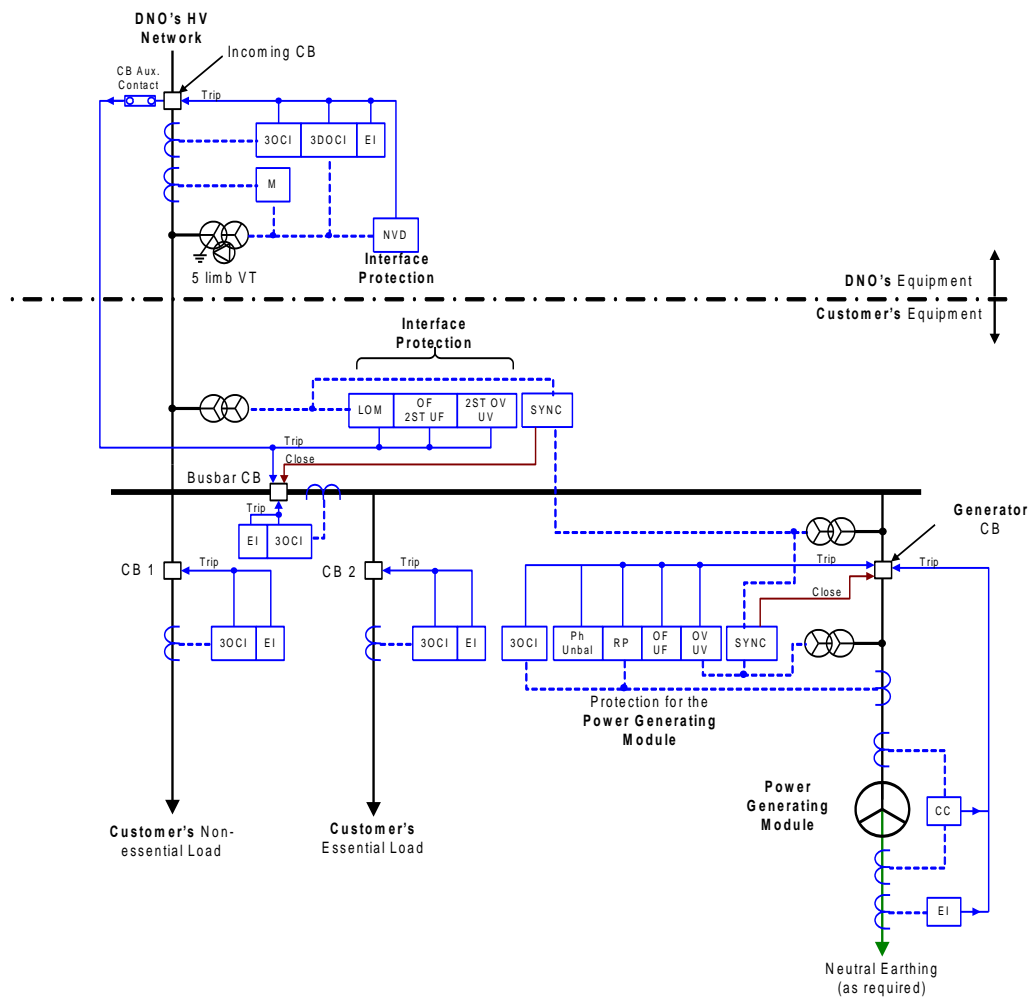 DNO's HV
Network
Incoming CB
CB Aux.
Contact
Trip
3OCI
3DOCI
EI
M
NVD
Interface
Protection
5 limb VT
DNO's Equipment
Customer's Equipment
Interface
Protection
LOM
OF
2ST UF
2ST OV
UV
SYNC
Trip
Close
Busbar CB
Trip
EI
3OCI
Generator
CB
CB 1
Trip
3OCI
EI
CB 2
Trip
3OCI
EI
Trip
Trip
Close
3OCI
Ph
Unbal
RP
OF
UF
OV
UV
SYNC
Protection for the
Power Generating
Module
Power
Generating
Module
CC
EI
Customer's Non-
essential Load
Customer's
Essential Load
Neutral Earthing
(as required)